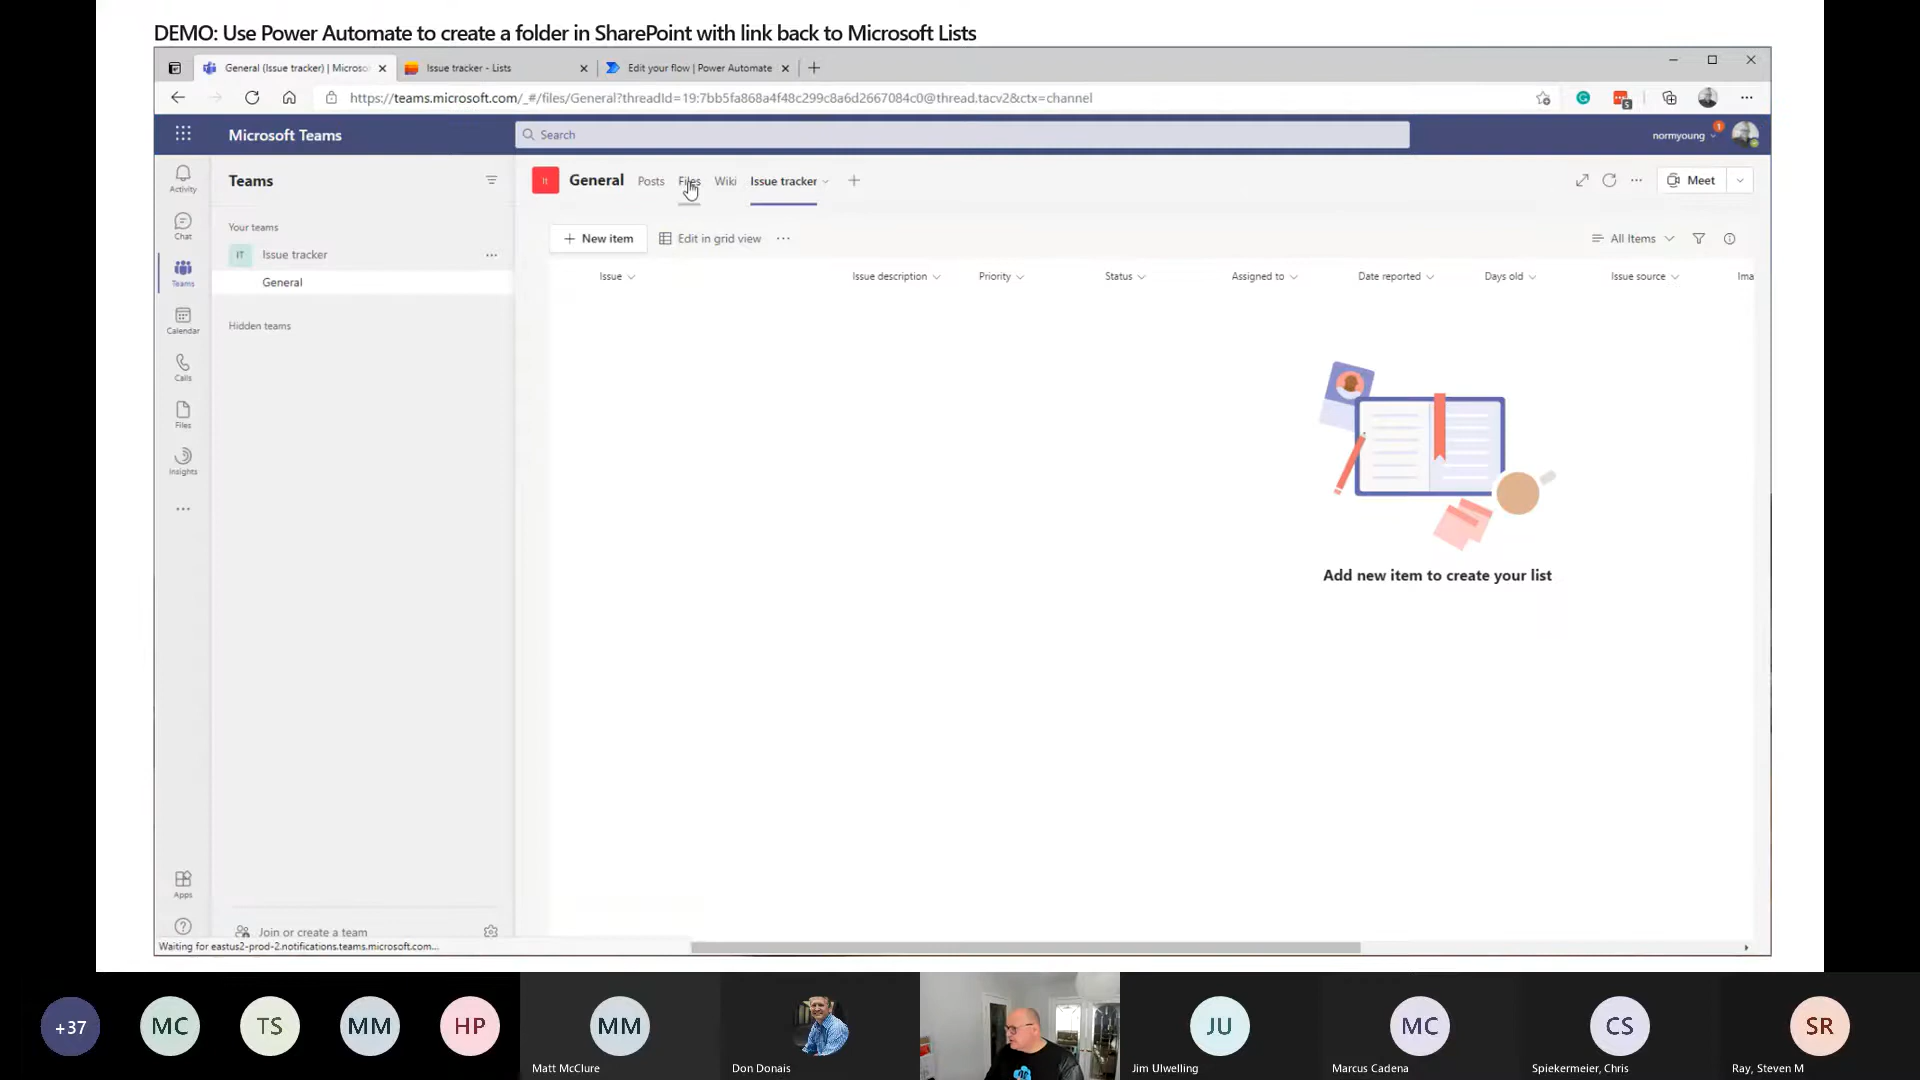 DEMO: Use Power Automate to create a folder in SharePoint with link back to Microsoft Lists
General (Issue tracker) | Microso
Issue tracker - Lists
Edit your flow | Power Automate
https://teams.microsoft.com/_#/files/General?threadId=19:7bb5fa868a4f48c299c8a6d2667084c0@thread.tacv2&ctx=channel
5
Microsoft Teams
Search
normyoung
1
Activity
Chat
Teams
Calendar
Calls
Files
Insights
Apps
Teams
Your teams
IT
Issue tracker
General
Hidden teams
Join or create a team
IT
General
Posts
Files
Wiki
Issue tracker
Meet
New item
Edit in grid view
All Items
Issue
Issue description
Priority
Status
Assigned to
Date reported
Days old
Issue source
Ima
Add new item to create your list
Waiting for eastus2-prod-2.notifications.teams.microsoft.com...
+37
MC
TS
MM
HP
MM
Matt McClure
Don Donais
JU
Jim Ulwelling
MC
Marcus Cadena
CS
Spiekermeier, Chris
SR
Ray, Steven M